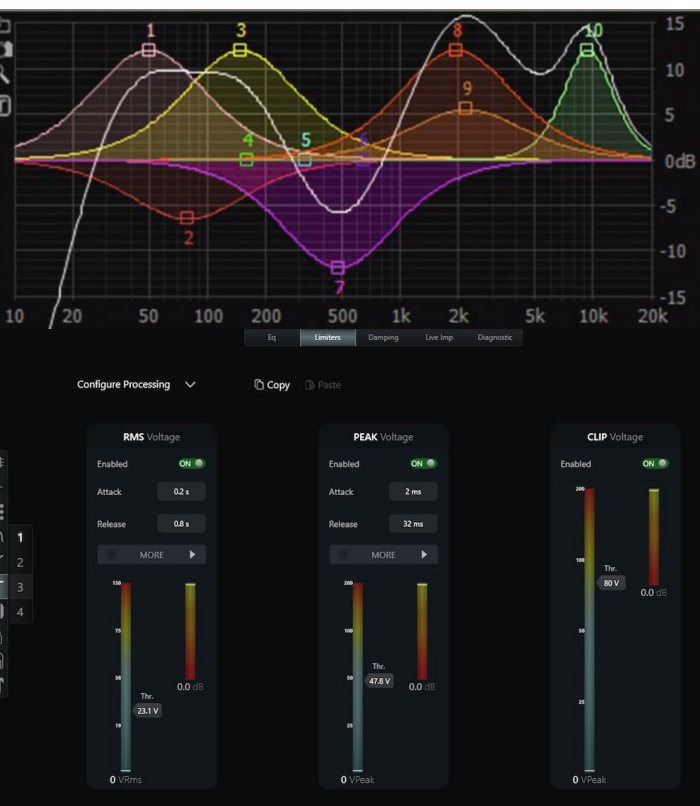 1 3 8 10
15
10
9
5
4 5 6
0dB
-5
2
-10
7
-15
10 20 50 100 200 500 1k 2k 5k 10k 20k
Eq Limiters Damping Live Imp Diagnostic
Configure Processing Copy Paste
RMS Voltage
Enabled ON
Attack 0.2 s
Release 0.8 s
MORE
150
75
38
Thr.
0.0 dB
23.1 V
19
0 VRms
PEAK Voltage
Enabled ON
Attack 2 ms
Release 32 ms
MORE
200
100
50
Thr.
47.8 V
0.0 dB
25
0 VPeak
CLIP Voltage
Enabled ON
200
100
Thr.
80 V
0.0 dB
50
25
0 VPeak
1
2
3
4